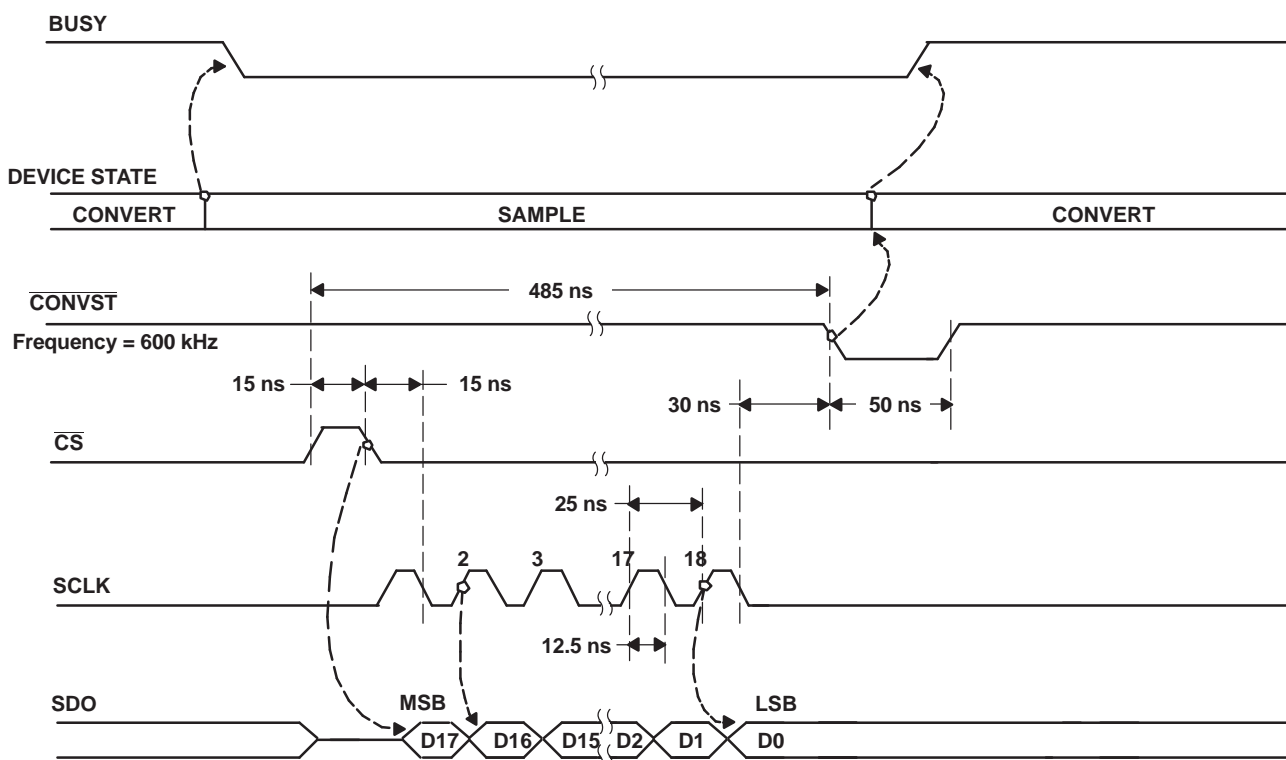 BUSY
DEVICE STATE
CONVERT SAMPLE CONVERT
CONVST 485 ns
Frequency = 600 kHz
15 ns 15 ns 30 ns 50 ns
CS
25 ns
2 3 17 18
SCLK
12.5 ns
SDO MSB LSB
D17 D16 D15 D2 D1 D0